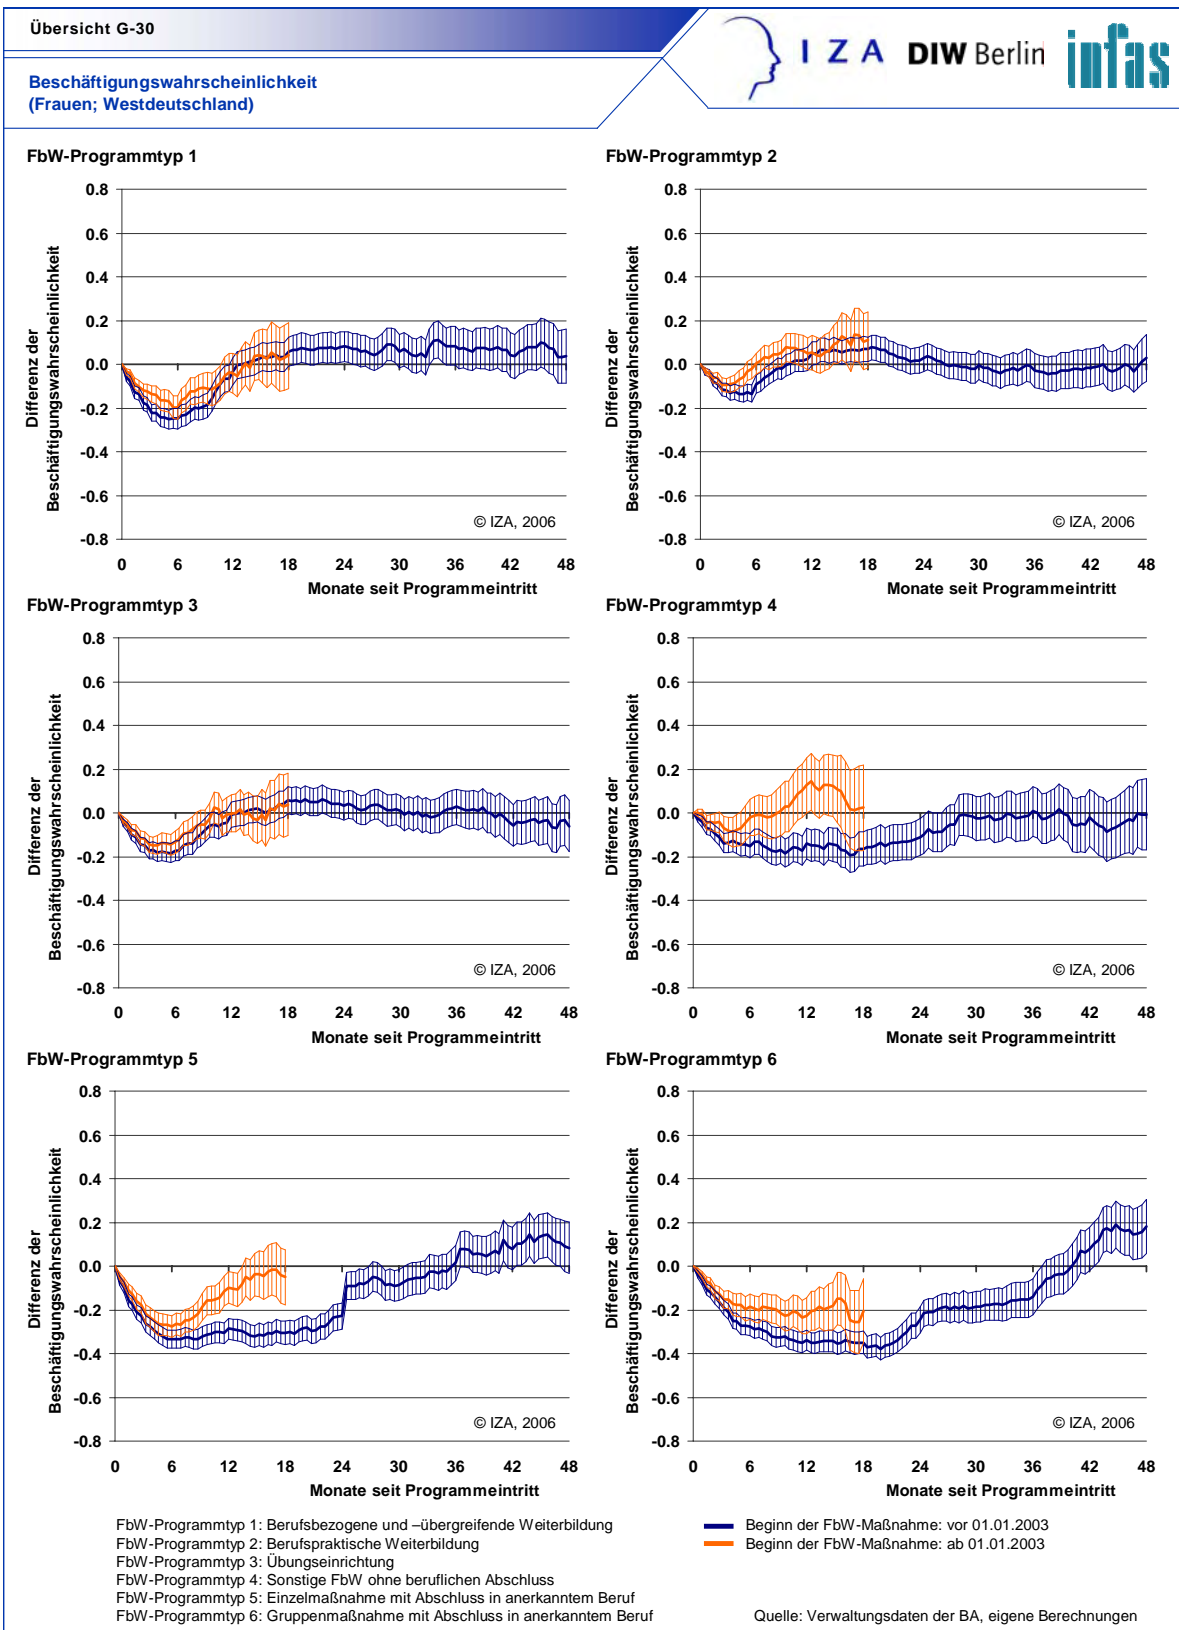 Übersicht G-30
IZA DIW Berlin infas
Beschäftigungswahrscheinlichkeit
(Frauen; Westdeutschland)
FbW-Programmtyp 1
Differenz der
Beschäftigungswahrscheinlichkeit
0.8
0.6
0.4
0.2
0.0
-0.2
-0.4
-0.6
-0.8
© IZA, 2006
0 6 12 18 24 30 36 42 48
Monate seit Programmeintritt
FbW-Programmtyp 2
Differenz der
Beschäftigungswahrscheinlichkeit
0.8
0.6
0.4
0.2
0.0
-0.2
-0.4
-0.6
-0.8
© IZA, 2006
0 6 12 18 24 30 36 42 48
Monate seit Programmeintritt
FbW-Programmtyp 3
Differenz der
Beschäftigungswahrscheinlichkeit
0.8
0.6
0.4
0.2
0.0
-0.2
-0.4
-0.6
-0.8
© IZA, 2006
0 6 12 18 24 30 36 42 48
Monate seit Programmeintritt
FbW-Programmtyp 4
Differenz der
Beschäftigungswahrscheinlichkeit
0.8
0.6
0.4
0.2
0.0
-0.2
-0.4
-0.6
-0.8
© IZA, 2006
0 6 12 18 24 30 36 42 48
Monate seit Programmeintritt
FbW-Programmtyp 5
Differenz der
Beschäftigungswahrscheinlichkeit
0.8
0.6
0.4
0.2
0.0
-0.2
-0.4
-0.6
-0.8
© IZA, 2006
0 6 12 18 24 30 36 42 48
Monate seit Programmeintritt
FbW-Programmtyp 6
Differenz der
Beschäftigungswahrscheinlichkeit
0.8
0.6
0.4
0.2
0.0
-0.2
-0.4
-0.6
-0.8
© IZA, 2006
0 6 12 18 24 30 36 42 48
Monate seit Programmeintritt
FbW-Programmtyp 1: Berufsbezogene und –übergreifende Weiterbildung
FbW-Programmtyp 2: Berufspraktische Weiterbildung
FbW-Programmtyp 3: Übungseinrichtung
FbW-Programmtyp 4: Sonstige FbW ohne beruflichen Abschluss
FbW-Programmtyp 5: Einzelmaßnahme mit Abschluss in anerkanntem Beruf
FbW-Programmtyp 6: Gruppenmaßnahme mit Abschluss in anerkanntem Beruf
Beginn der FbW-Maßnahme: vor 01.01.2003
Beginn der FbW-Maßnahme: ab 01.01.2003
Quelle: Verwaltungsdaten der BA, eigene Berechnungen